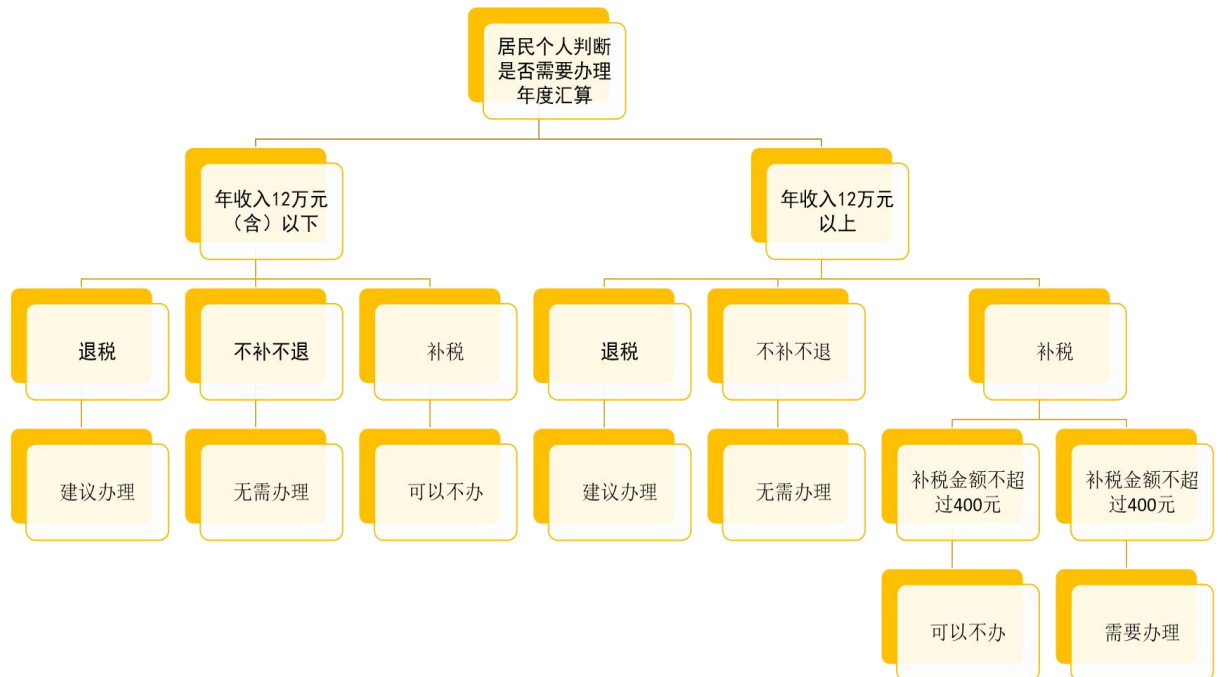 居民个人判断
是否需要办理
年度汇算
年收入12万元
（含）以下
年收入12万元
以上
退税
不补不退
补税
退税
不补不退
补税
建议办理
无需办理
可以不办
建议办理
无需办理
补税金额不超
过400元
补税金额不超
过400元
可以不办
需要办理